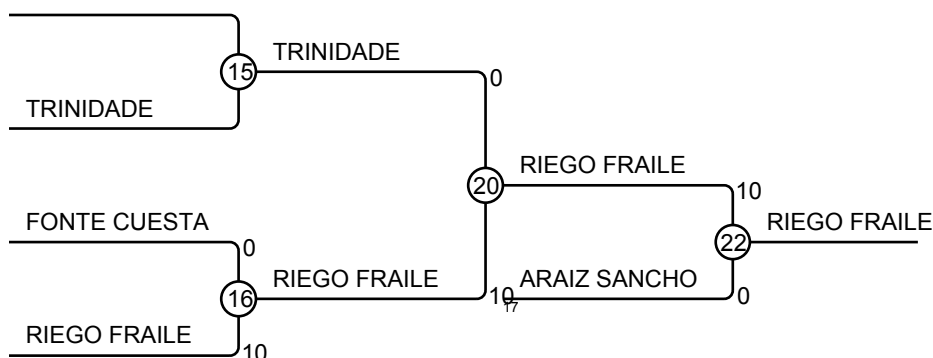 TRINIDADE
15
0
TRINIDADE
RIEGO FRAILE
20
10
FONTE CUESTA
RIEGO FRAILE
0
22
RIEGO FRAILE
ARAIZ SANCHO
16
10
17
0
RIEGO FRAILE
10